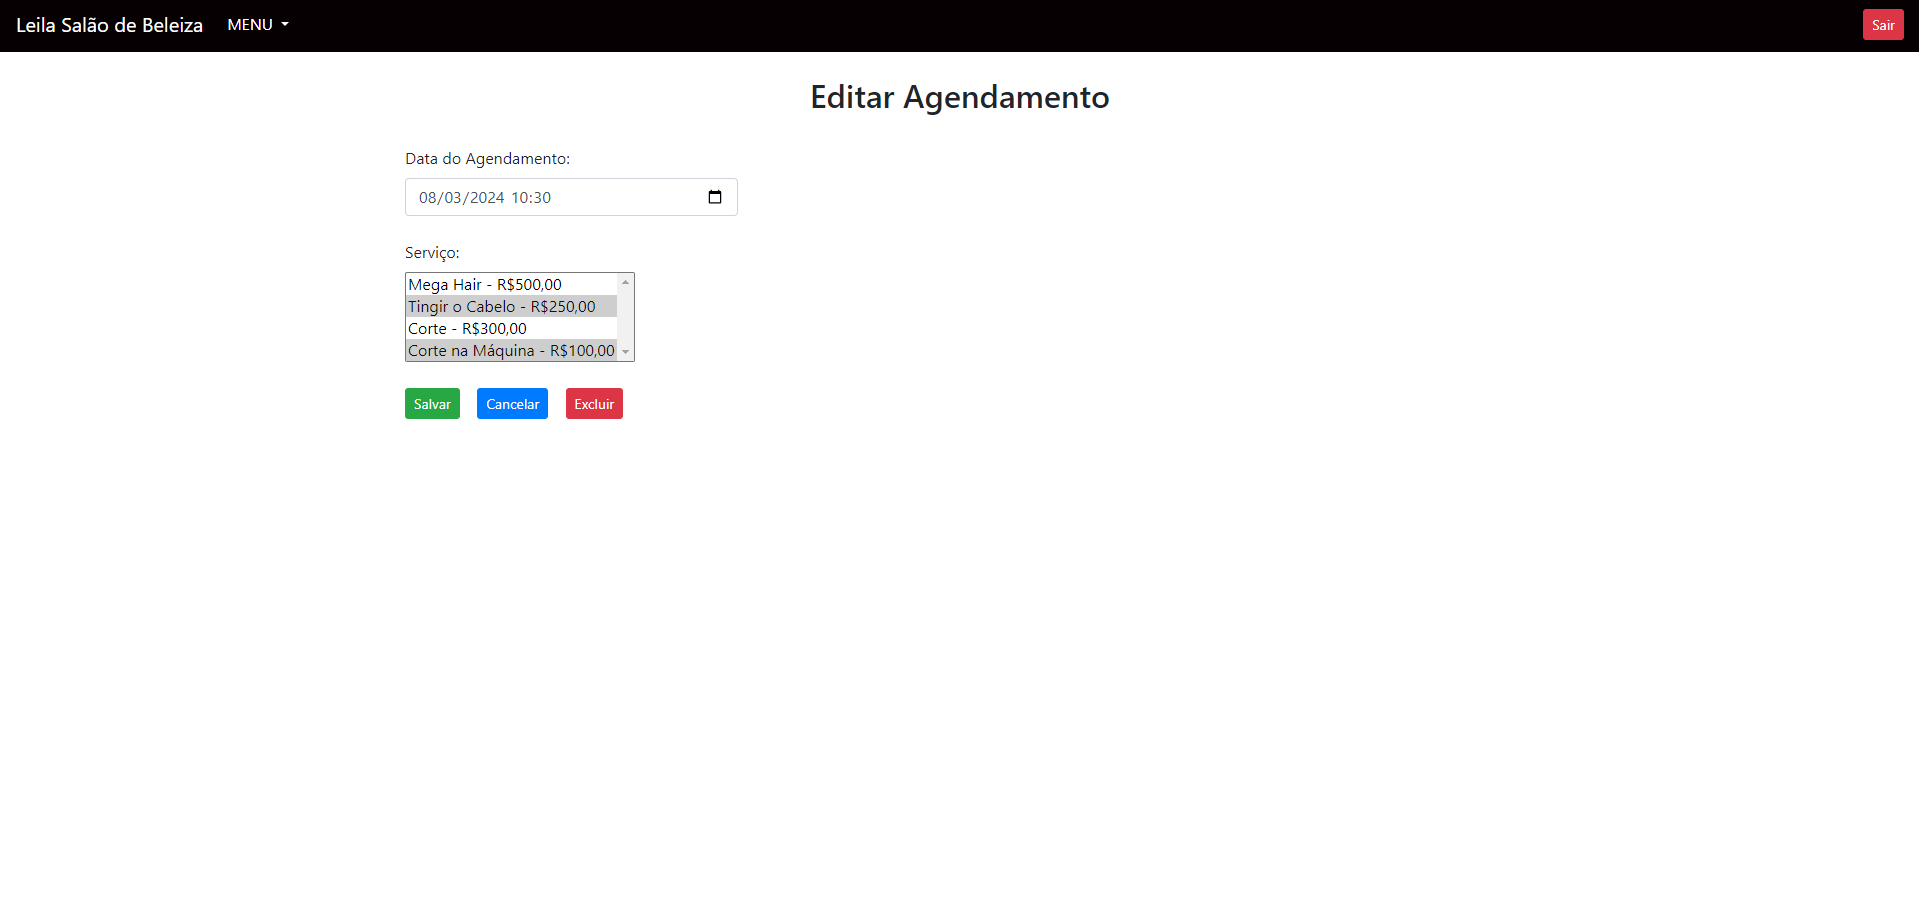 Leila Salão de Beleiza MENU Sair
Editar Agendamento
Data do Agendamento:
08/03/2024 10:30
Serviço:
Mega Hair - R$500,00
Tingir o Cabelo - R$250,00
Corte - R$300,00
Corte na Máquina - R$100,00
Salvar Cancelar Excluir